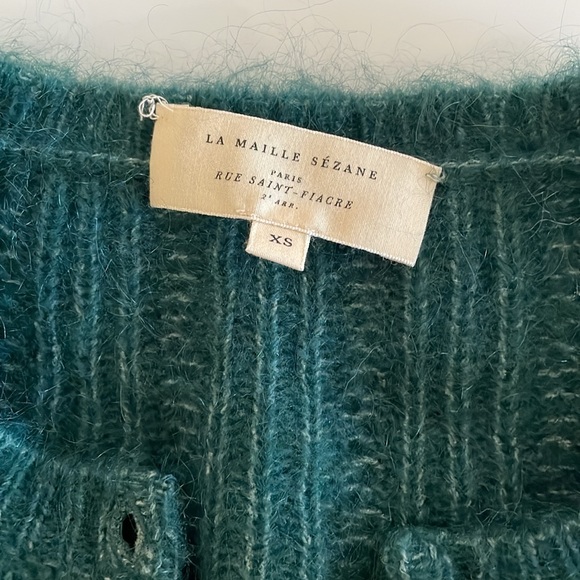 LA MAILLE SÉZANE
PARIS
RUE SAINT-FIACRE
2ᵉ ARR.
XS